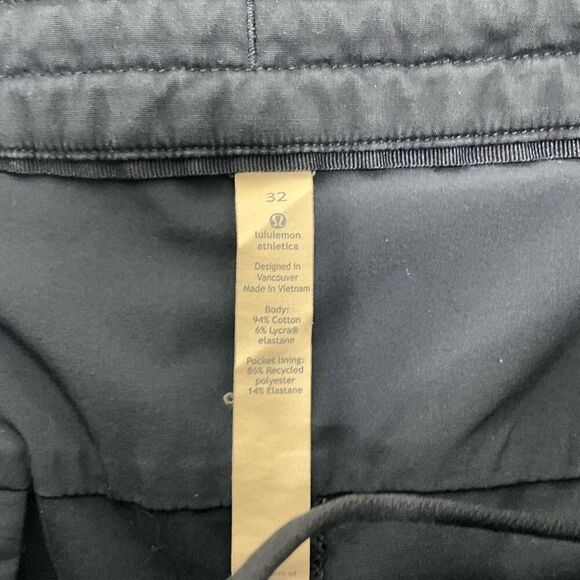 32
lululemon
athletica
Designed in
Vancouver
Made in Vietnam
Body:
94% Cotton
6% Lycra®
elastane
Pocket lining:
86% Recycled
polyester
14% Elastane